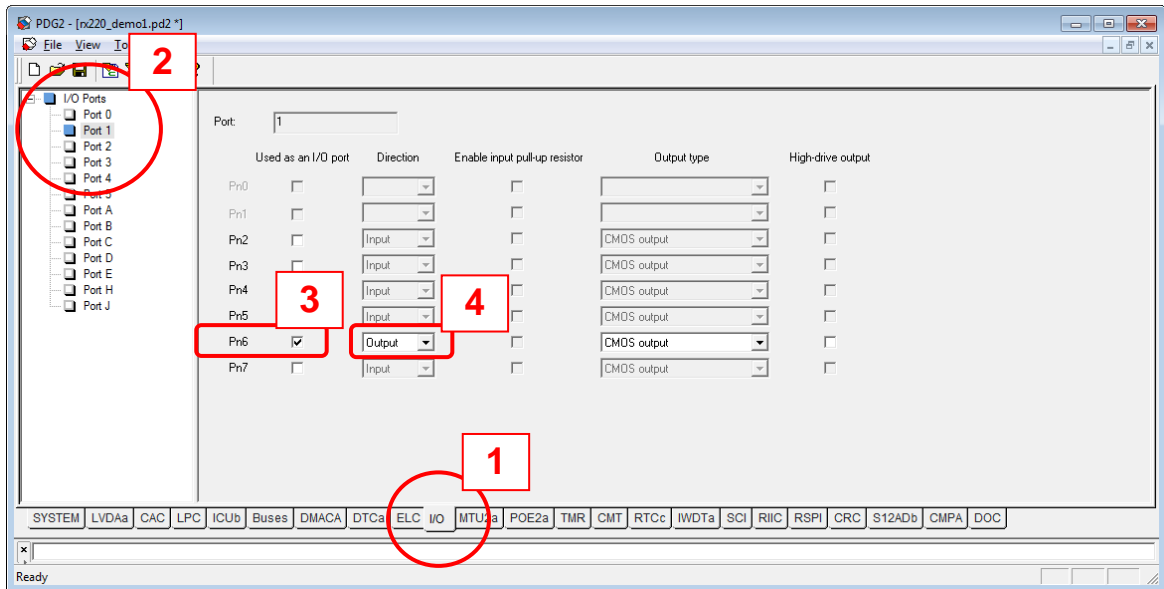 PDG2 - [rx220_demo1.pd2 *]
File View To
2
I/O Ports
Port 0
Port 1
Port 2
Port 3
Port 4
Port A
Port B
Port C
Port D
Port E
Port H
Port J
Port: 1
Used as an I/O port Direction Enable input pull-up resistor Output type High-drive output
Pn0
Pn1
Pn2 Input CMOS output
Pn3 Input CMOS output
Pn4 Input CMOS output
3
4
Pn5 Input CMOS output
Pn6 Output CMOS output
Pn7 Input CMOS output
1
SYSTEM LVDAa CAC LPC ICUb Buses DMACA DTCa ELC I/O MTU2a POE2a TMR CMT RTCc IWDTa SCI RIIC RSPI CRC S12ADb CMPA DOC
Ready